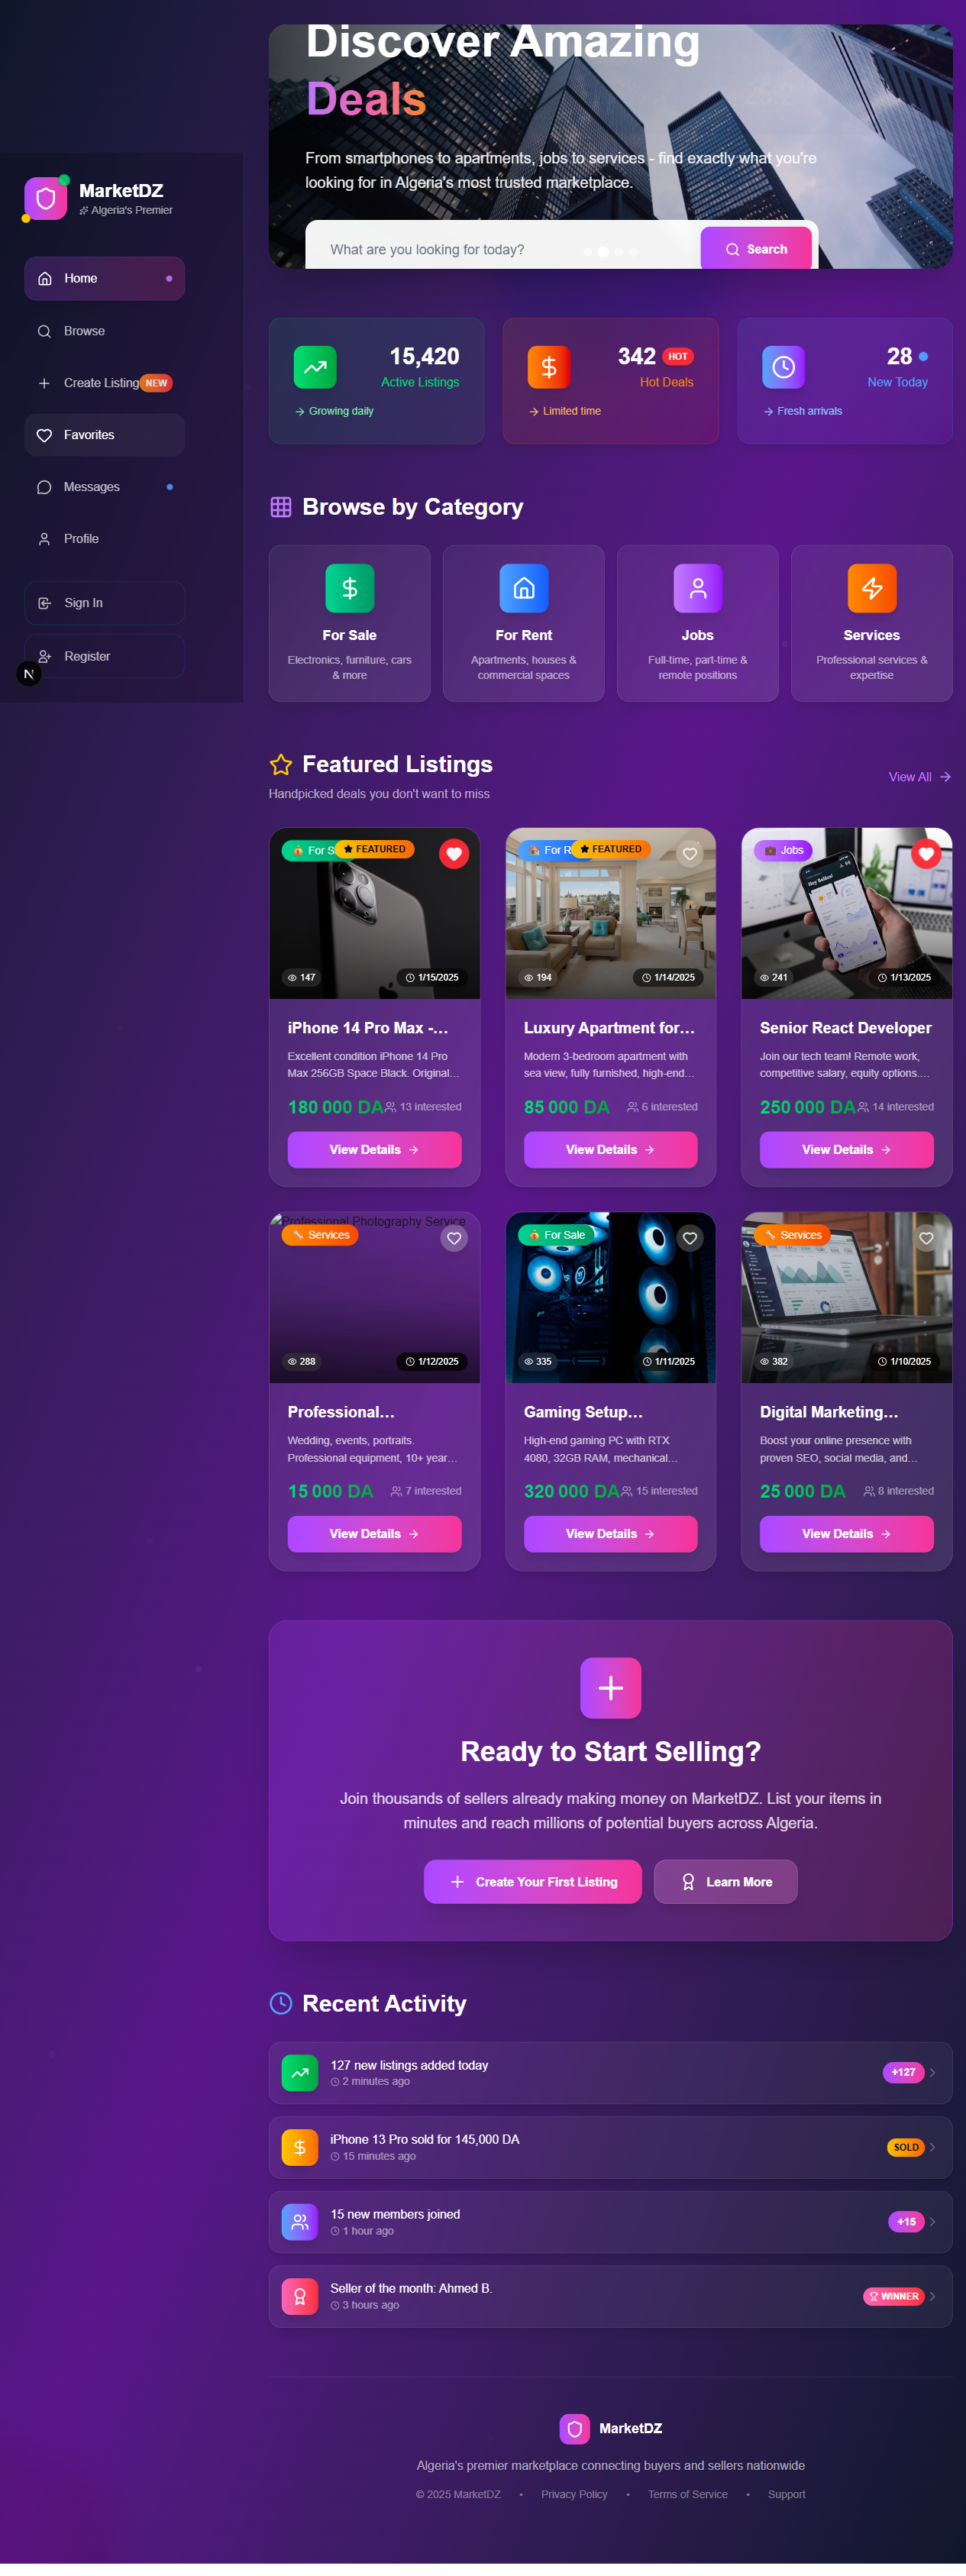 Discover Amazing
Deals
From smartphones to apartments, jobs to services - find exactly what you're
looking for in Algeria's most trusted marketplace.
What are you looking for today?
Search
MarketDZ
Algeria's Premier
Home
Browse
Create Listing
NEW
Favorites
Messages
Profile
Sign In
Register
N
15,420
Active Listings
Growing daily
342
HOT
Hot Deals
Limited time
28
New Today
Fresh arrivals
Browse by Category
For Sale
Electronics, furniture, cars
& more
For Rent
Apartments, houses &
commercial spaces
Jobs
Full-time, part-time &
remote positions
Services
Professional services &
expertise
Featured Listings
Handpicked deals you don't want to miss
View All
For S
FEATURED
147
1/15/2025
iPhone 14 Pro Max -...
Excellent condition iPhone 14 Pro
Max 256GB Space Black. Original...
180 000 DA
13 interested
View Details
For R
FEATURED
194
1/14/2025
Luxury Apartment for...
Modern 3-bedroom apartment with
sea view, fully furnished, high-end...
85 000 DA
6 interested
View Details
Jobs
241
1/13/2025
Senior React Developer
Join our tech team! Remote work,
competitive salary, equity options....
250 000 DA
14 interested
View Details
Professional Photography Service
Services
288
1/12/2025
Professional...
Wedding, events, portraits.
Professional equipment, 10+ year...
15 000 DA
7 interested
View Details
For Sale
335
1/11/2025
Gaming Setup...
High-end gaming PC with RTX
4080, 32GB RAM, mechanical...
320 000 DA
15 interested
View Details
Services
382
1/10/2025
Digital Marketing...
Boost your online presence with
proven SEO, social media, and...
25 000 DA
8 interested
View Details
Ready to Start Selling?
Join thousands of sellers already making money on MarketDZ. List your items in
minutes and reach millions of potential buyers across Algeria.
Create Your First Listing
Learn More
Recent Activity
127 new listings added today
2 minutes ago
+127
iPhone 13 Pro sold for 145,000 DA
15 minutes ago
SOLD
15 new members joined
1 hour ago
+15
Seller of the month: Ahmed B.
3 hours ago
WINNER
MarketDZ
Algeria's premier marketplace connecting buyers and sellers nationwide
© 2025 MarketDZ • Privacy Policy • Terms of Service • Support